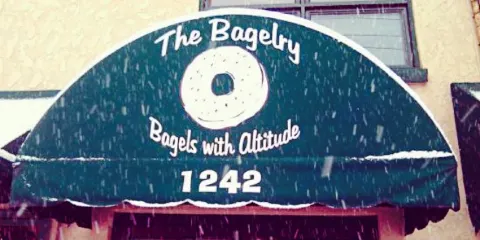 The Bagelry
Bagels with Altitude
1242